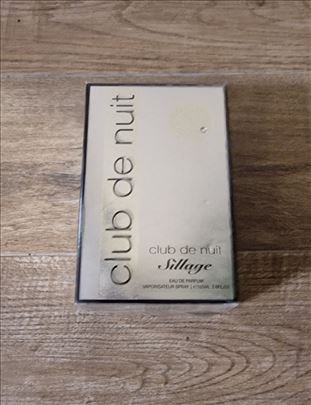 club de nuit
club de nuit
Sillage
EAU DE PARFUM
VAPORISATEUR SPRAY